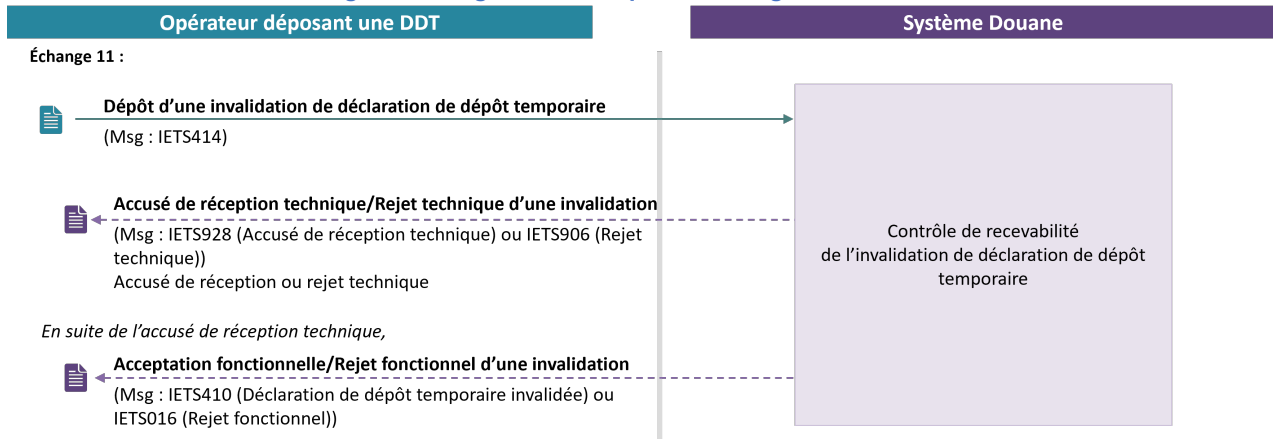 Opérateur déposant une DDT
Système Douane
Échange 11 :
Dépôt d’une invalidation de déclaration de dépôt temporaire
(Msg : IETS414)
Accusé de réception technique/Rejet technique d’une invalidation
(Msg : IETS928 (Accusé de réception technique) ou IETS906 (Rejet
technique))
Accusé de réception ou rejet technique
En suite de l’accusé de réception technique,
Acceptation fonctionnelle/Rejet fonctionnel d’une invalidation
(Msg : IETS410 (Déclaration de dépôt temporaire invalidée) ou
IETS016 (Rejet fonctionnel))
Contrôle de recevabilité
de l’invalidation de déclaration de dépôt
temporaire